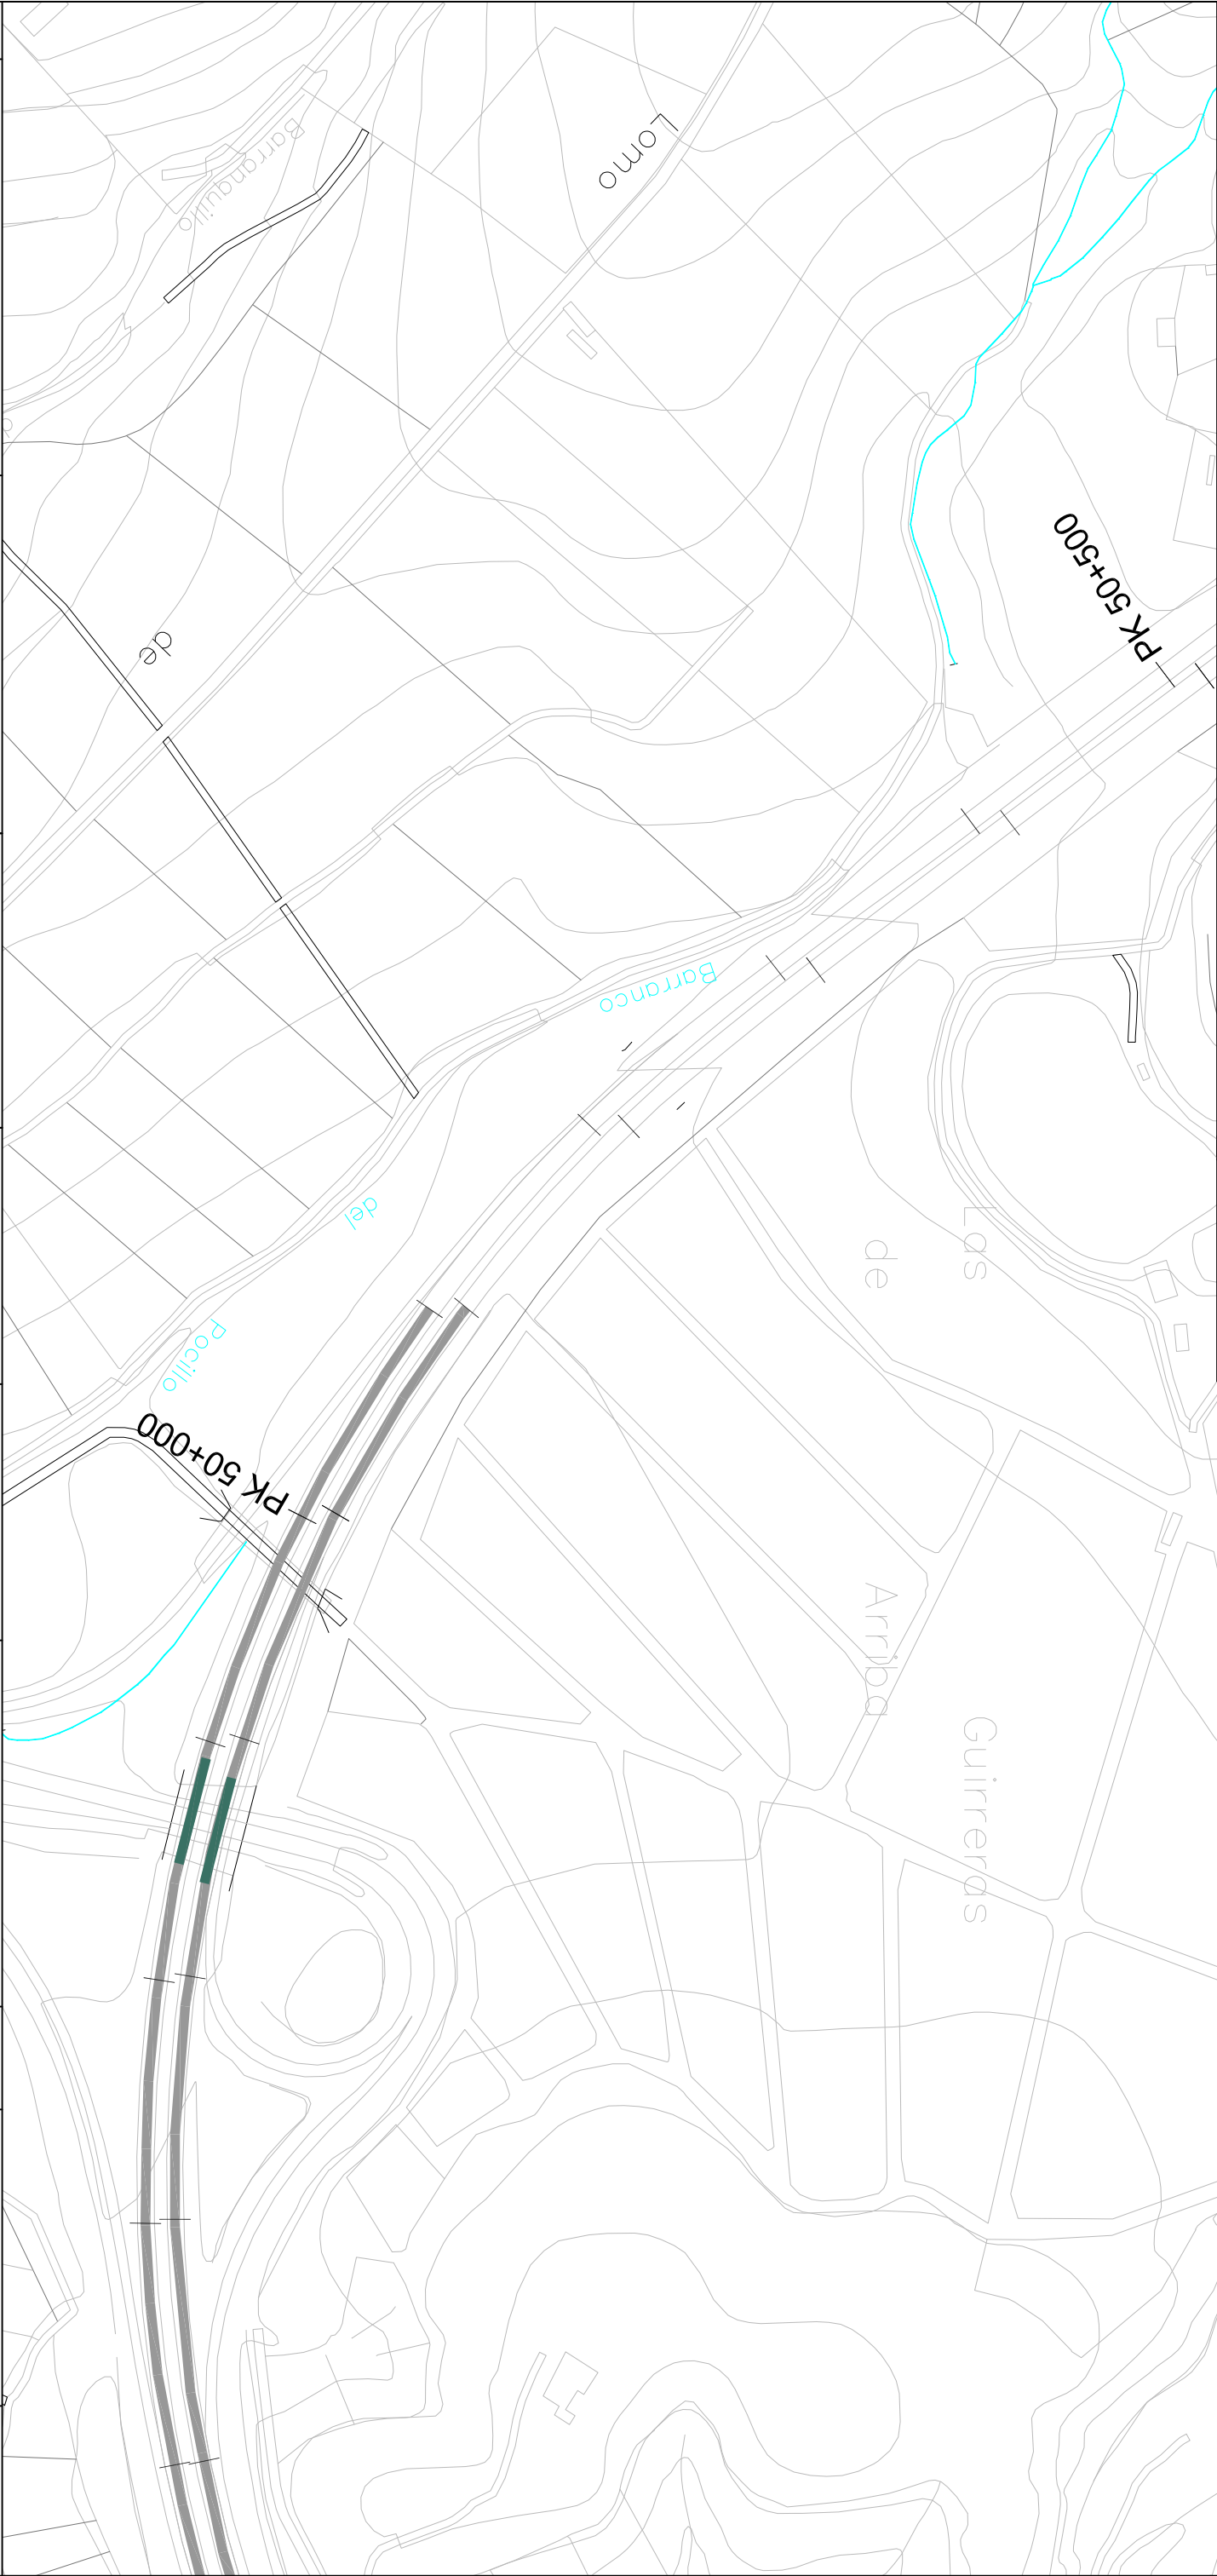 Barranquillo
Lomo
de
PK 50+500
Barranco
del
Pocillo
PK 50+000
Las
de
Arriba
Guirreras